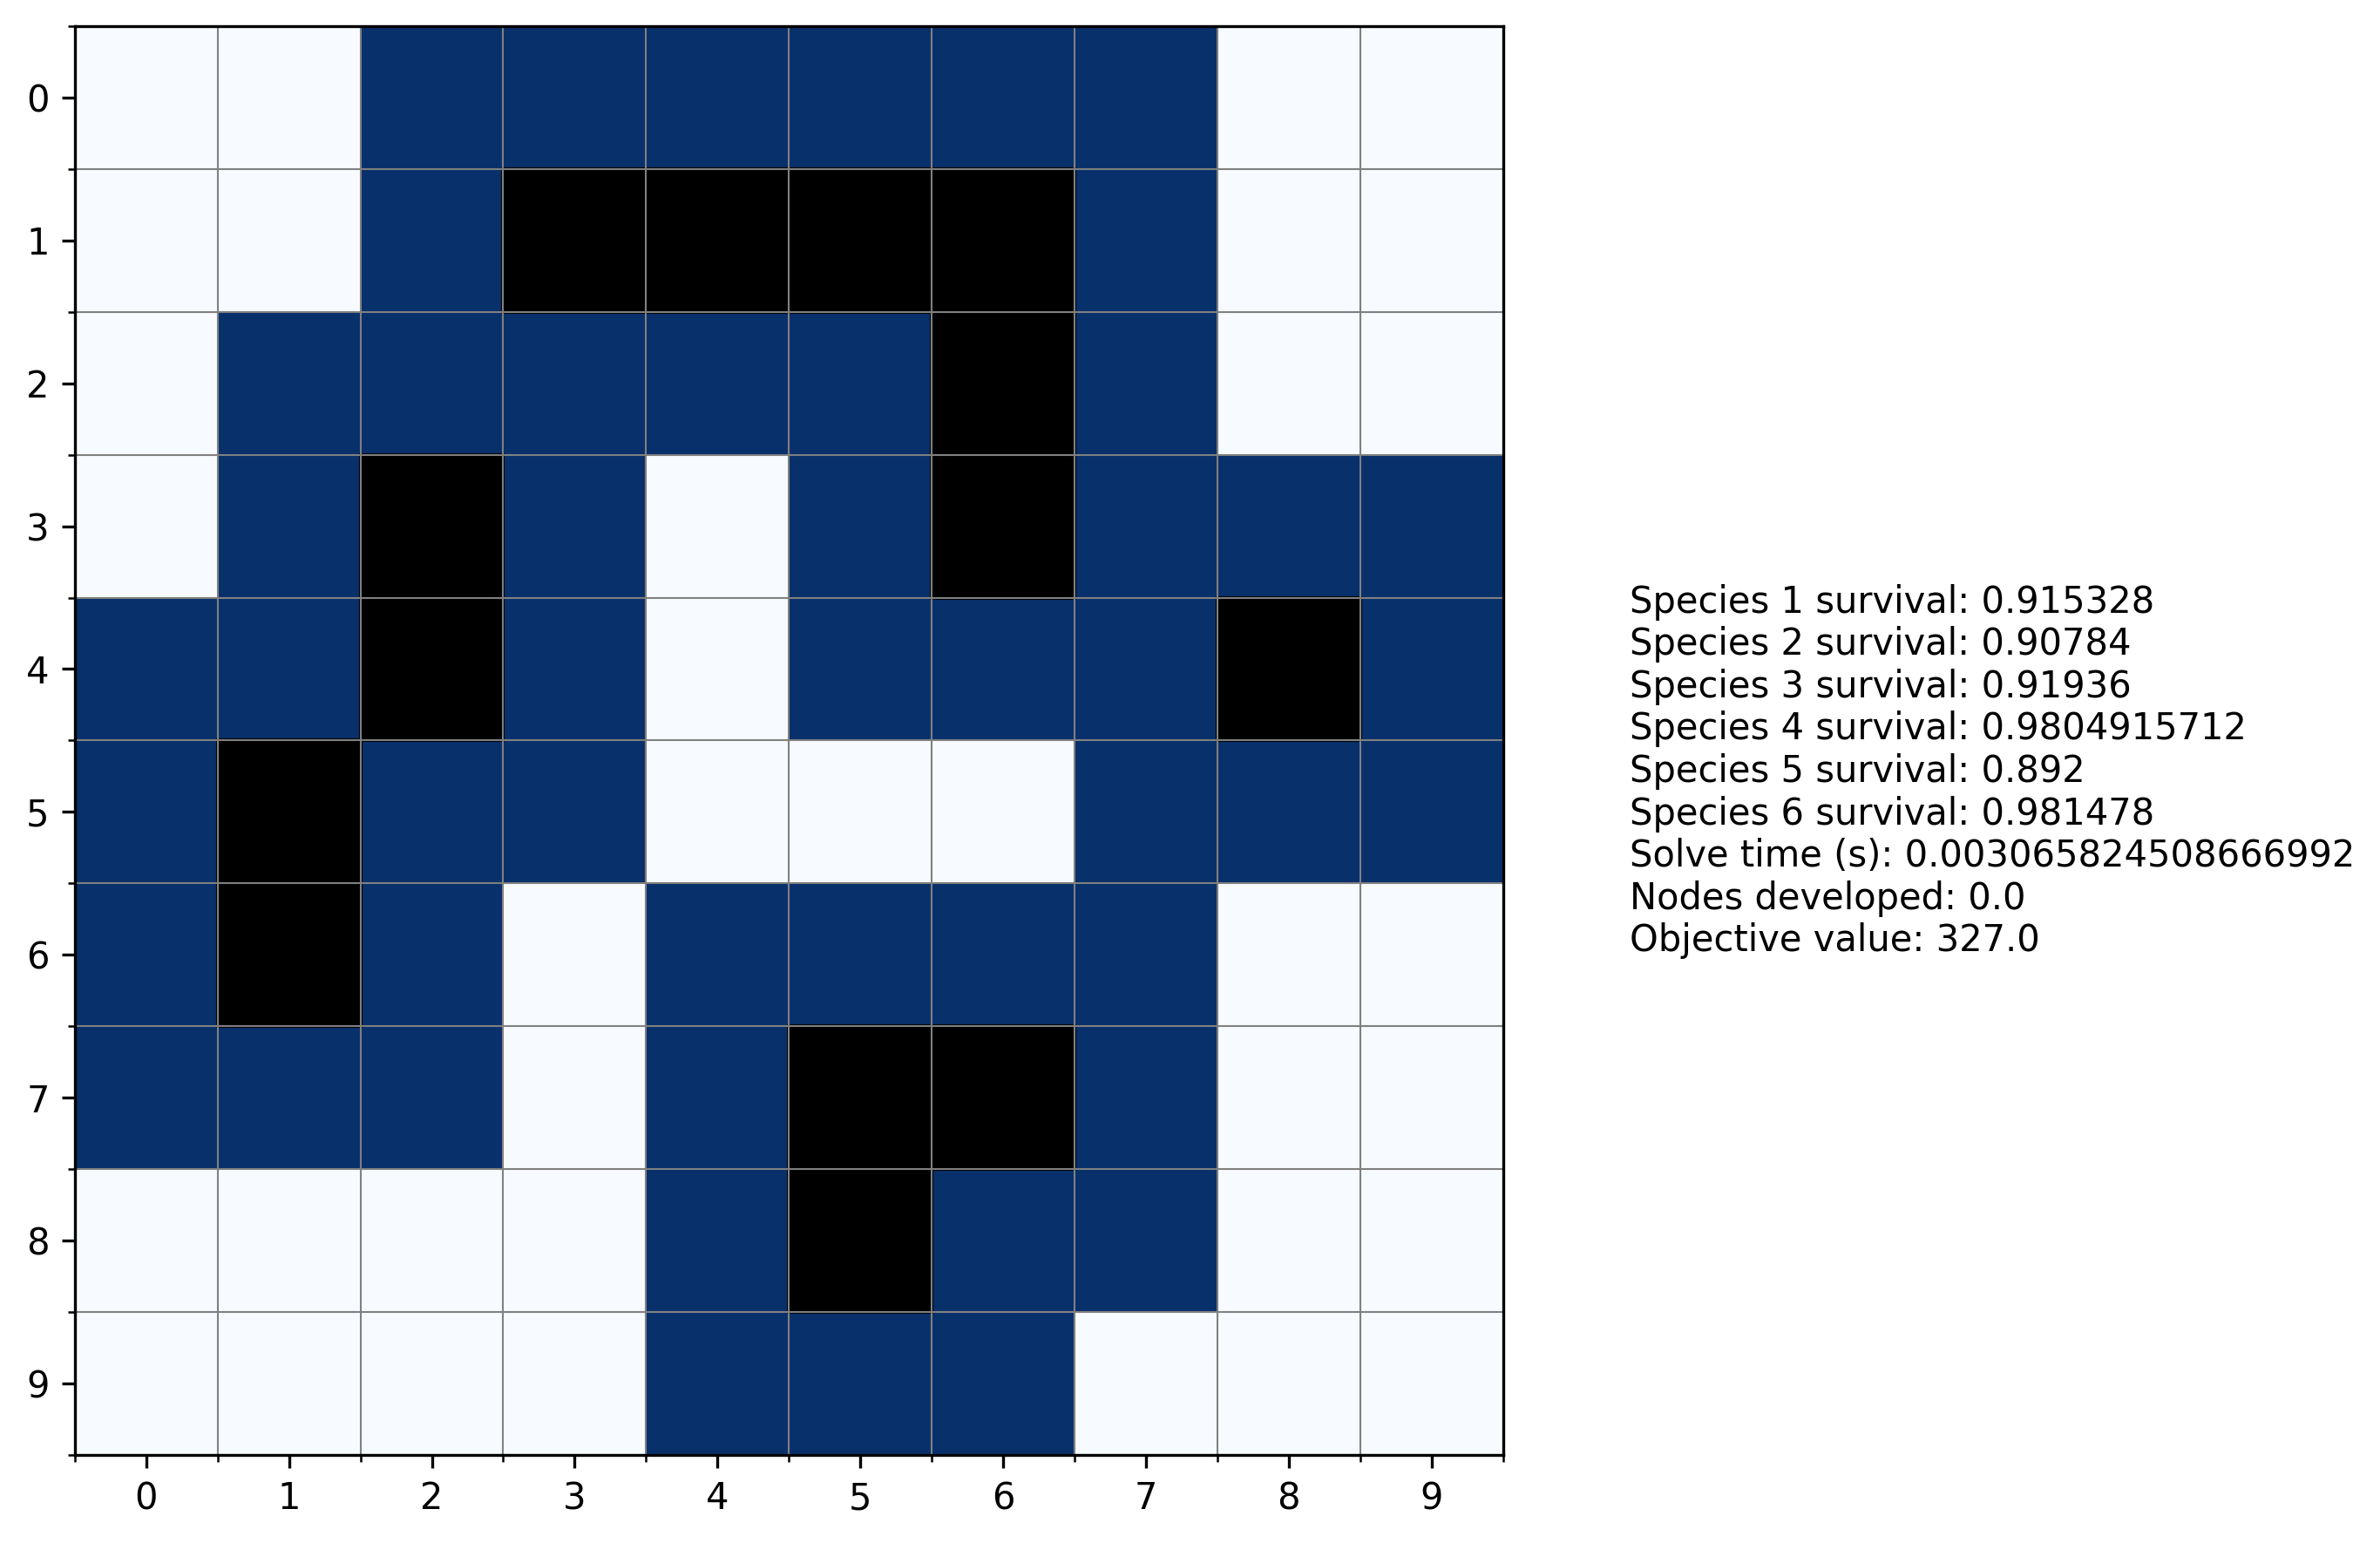 0
1
2
3
4
5
6
7
8
9
0 1 2 3 4 5 6 7 8 9
Species 1 survival: 0.915328
Species 2 survival: 0.90784
Species 3 survival: 0.91936
Species 4 survival: 0.9804915712
Species 5 survival: 0.892
Species 6 survival: 0.981478
Solve time (s): 0.003065824508666992
Nodes developed: 0.0
Objective value: 327.0